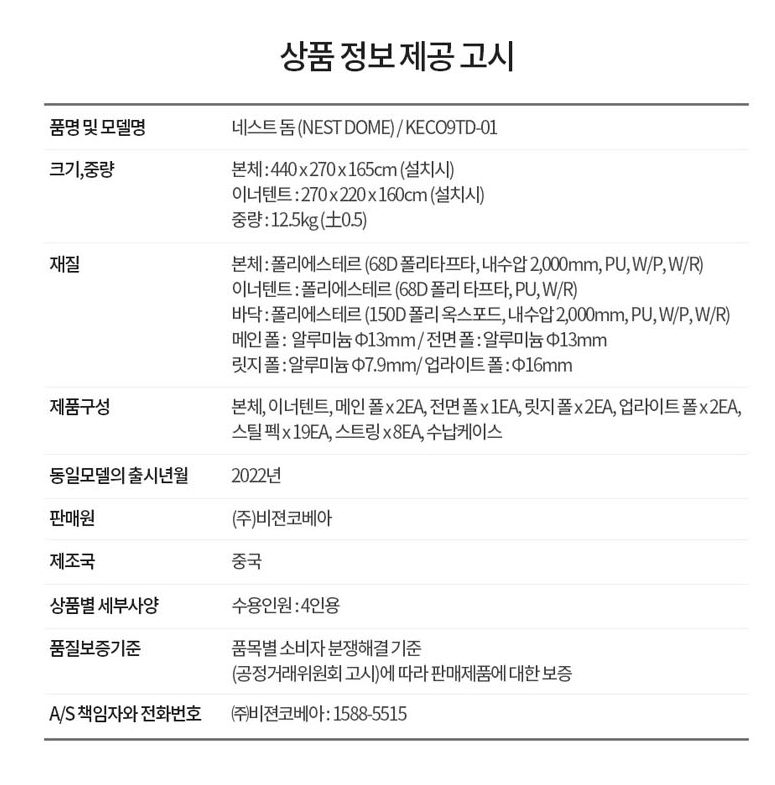 상품 정보 제공 고시
품명 및 모델명 네스트 돔 (NEST DOME) / KECO9TD-01
크기,중량 본체 : 440 x 270 x 165cm (설치시)
이너텐트 : 270 x 220 x 160cm (설치시)
중량 : 12.5kg (土0.5)
재질 본체 : 폴리에스테르 (68D 폴리타프타, 내수압 2,000mm, PU, W/P, W/R)
이너텐트 : 폴리에스테르 (68D 폴리 타프타, PU, W/R)
바닥 : 폴리에스테르 (150D 폴리 옥스포드, 내수압 2,000mm, PU, W/P, W/R)
메인 폴 : 알루미늄 Φ13mm / 전면 폴 : 알루미늄 Φ13mm
릿지 폴 : 알루미늄 Φ7.9mm/ 업라이트 폴 : Φ16mm
제품구성 본체, 이너텐트, 메인 폴 x 2EA, 전면 폴 x 1EA, 릿지 폴 x 2EA, 업라이트 폴 x 2EA,
스틸 펙 x 19EA, 스트링 x 8EA, 수납케이스
동일모델의 출시년월 2022년
판매원 (주)비젼코베아
제조국 중국
상품별 세부사양 수용인원 : 4인용
품질보증기준 품목별 소비자 분쟁해결 기준
(공정거래위원회 고시)에 따라 판매제품에 대한 보증
A/S 책임자와 전화번호 ㈜비젼코베아 : 1588-5515